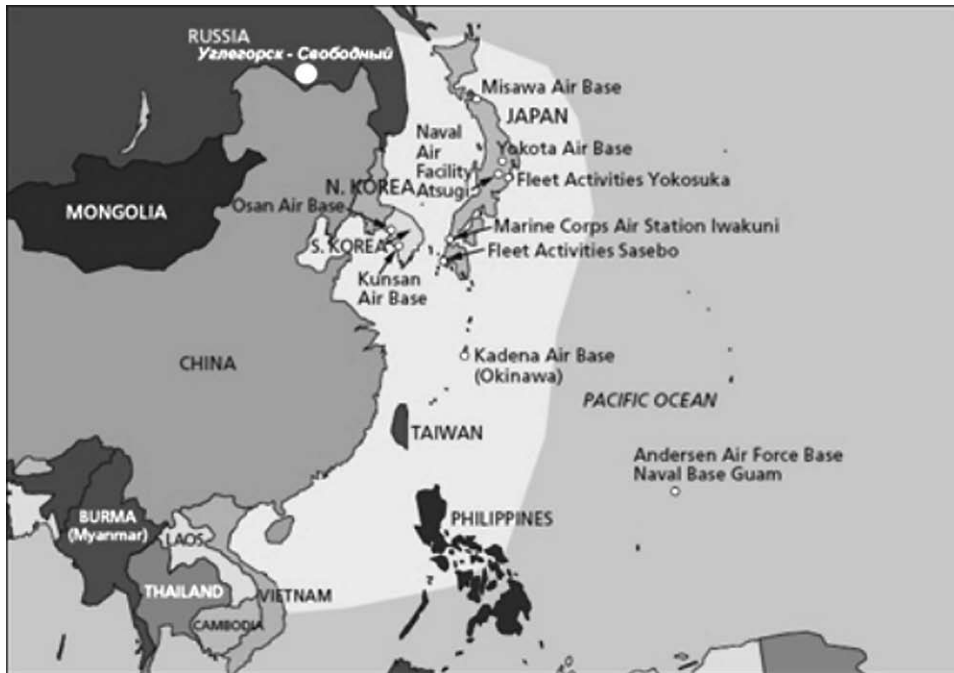 RUSSIA
Углегорск - Свободный
Misawa Air Base
JAPAN
Naval
Air
Facility
Atsugi
Yokota Air Base
Fleet Activities Yokosuka
N. KOREA
MONGOLIA
Osan Air Base
Marine Corps Air Station Iwakuni
S. KOREA
Fleet Activities Sasebo
Kunsan
Air Base
CHINA
Kadena Air Base
(Okinawa)
PACIFIC OCEAN
TAIWAN
Andersen Air Force Base
Naval Base Guam
BURMA
(Myanmar)
PHILIPPINES
LAOS
THAILAND
VIETNAM
CAMBODIA